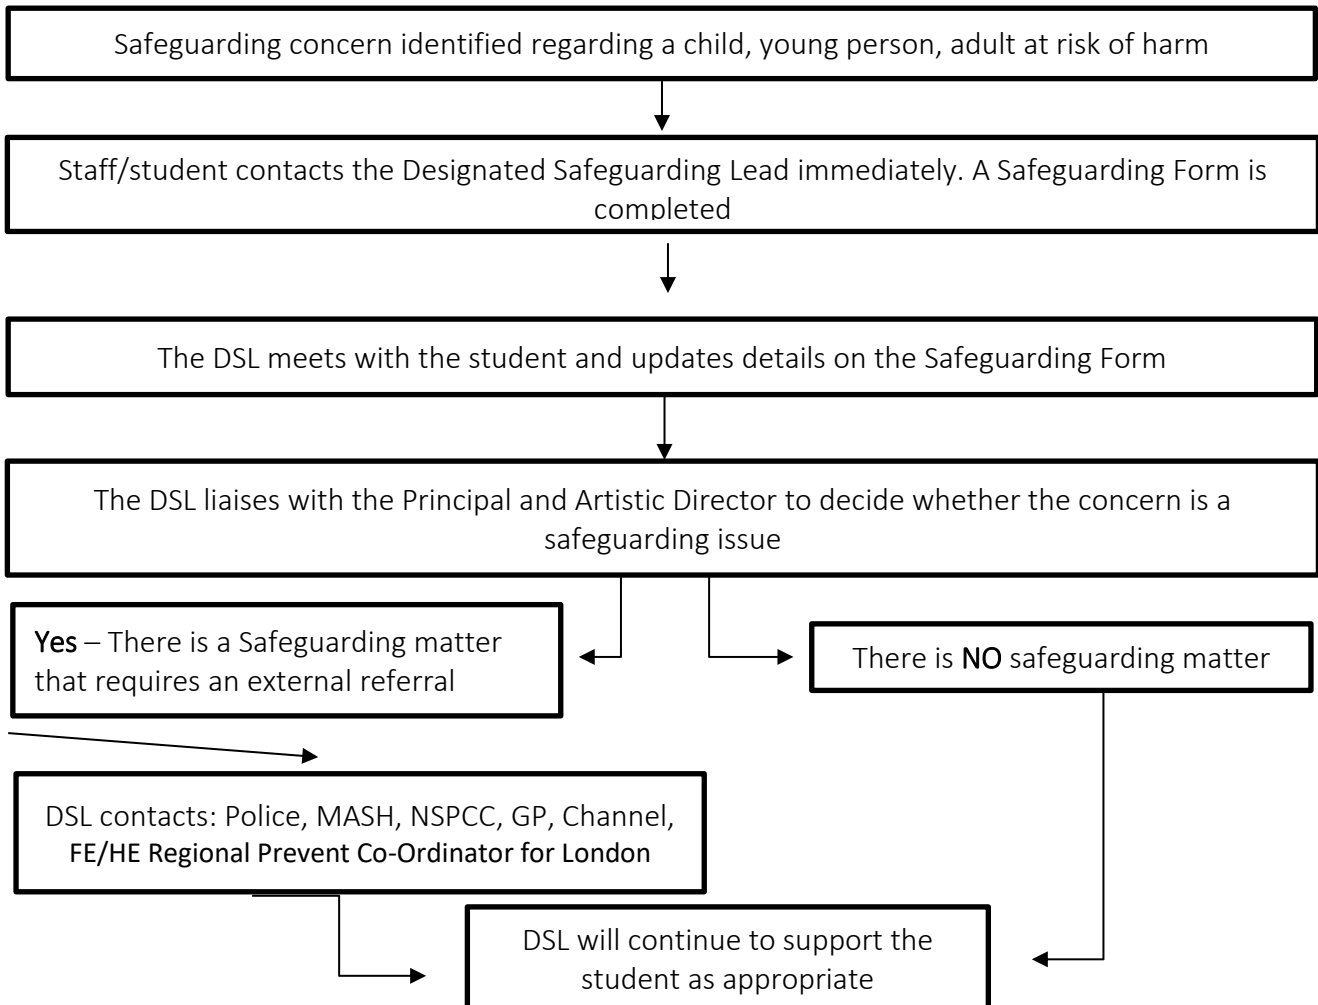 Safeguarding concern identified regarding a child, young person, adult at risk of harm
Staff/student contacts the Designated Safeguarding Lead immediately. A Safeguarding Form is
completed
The DSL meets with the student and updates details on the Safeguarding Form
The DSL liaises with the Principal and Artistic Director to decide whether the concern is a
safeguarding issue
Yes – There is a Safeguarding matter
that requires an external referral
There is NO safeguarding matter
DSL contacts: Police, MASH, NSPCC, GP, Channel,
FE/HE Regional Prevent Co-Ordinator for London
DSL will continue to support the
student as appropriate